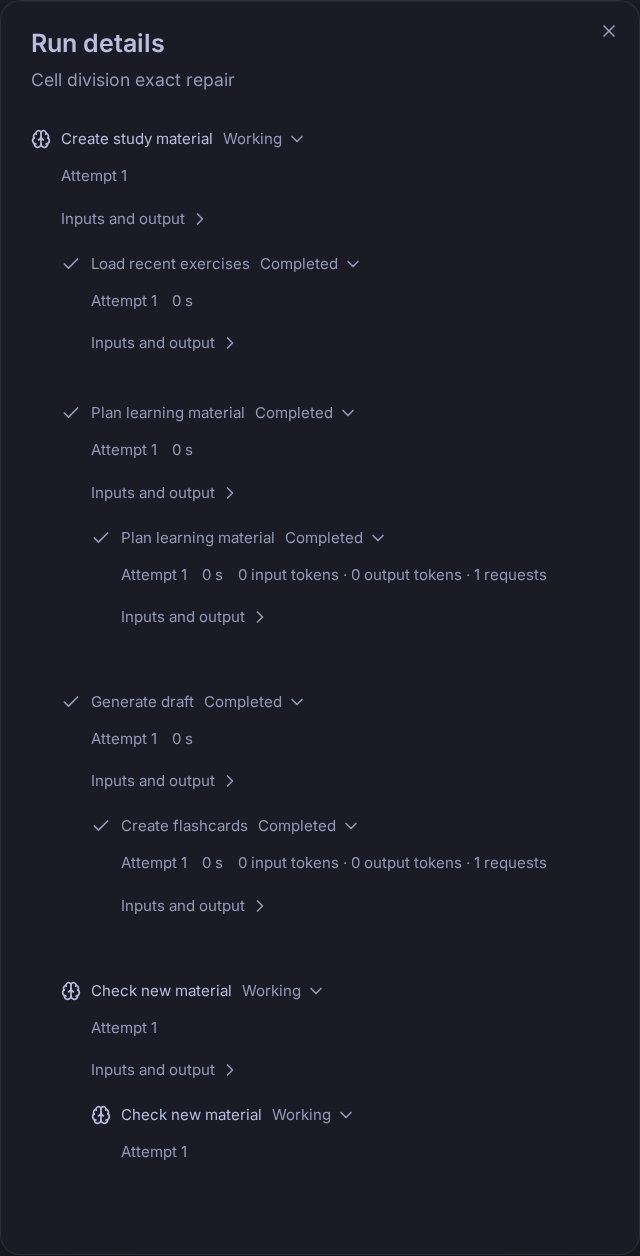 Run details
Cell division exact repair
Create study material Working
Attempt 1
Inputs and output
Load recent exercises Completed
Attempt 1 0 s
Inputs and output
Plan learning material Completed
Attempt 1 0 s
Inputs and output
Plan learning material Completed
Attempt 1 0 s 0 input tokens · 0 output tokens · 1 requests
Inputs and output
Generate draft Completed
Attempt 1 0 s
Inputs and output
Create flashcards Completed
Attempt 1 0 s 0 input tokens · 0 output tokens · 1 requests
Inputs and output
Check new material Working
Attempt 1
Inputs and output
Check new material Working
Attempt 1